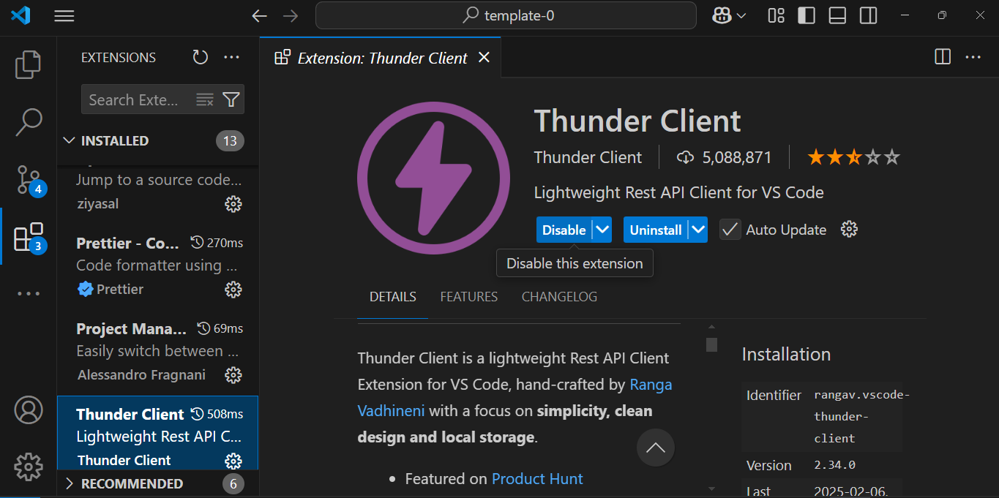 template-0
EXTENSIONS
Search Exte...
INSTALLED 13
Jump to a source code...
ziyasal
4
3
Prettier - Co... 270ms
Code formatter using ...
Prettier
Project Mana... 69ms
Easily switch between ...
Alessandro Fragnani
Thunder Client 508ms
Lightweight Rest API C...
Thunder Client
RECOMMENDED 6
Extension: Thunder Client
Thunder Client
Thunder Client 5,088,871
Lightweight Rest API Client for VS Code
Disable Uninstall Auto Update
Disable this extension
DETAILS FEATURES CHANGELOG
Thunder Client is a lightweight Rest API Client
Extension for VS Code, hand-crafted by Ranga
Vadhineni with a focus on simplicity, clean
design and local storage.
• Featured on Product Hunt
Installation
Identifier rangav.vscode-
thunder-
client
Version 2.34.0
Last 2025-02-06,